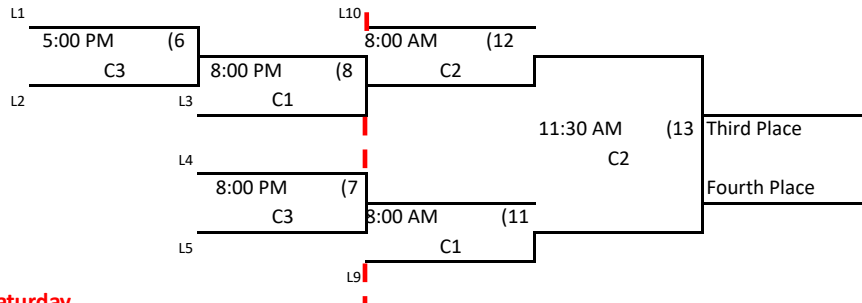 L1
L10
5:00 PM (6
8:00 AM (12
C3
8:00 PM (8
C2
L2
L3
C1
11:30 AM (13
Third Place
C2
L4
8:00 PM (7
Fourth Place
C3
8:00 AM (11
L5
C1
L9
aturday